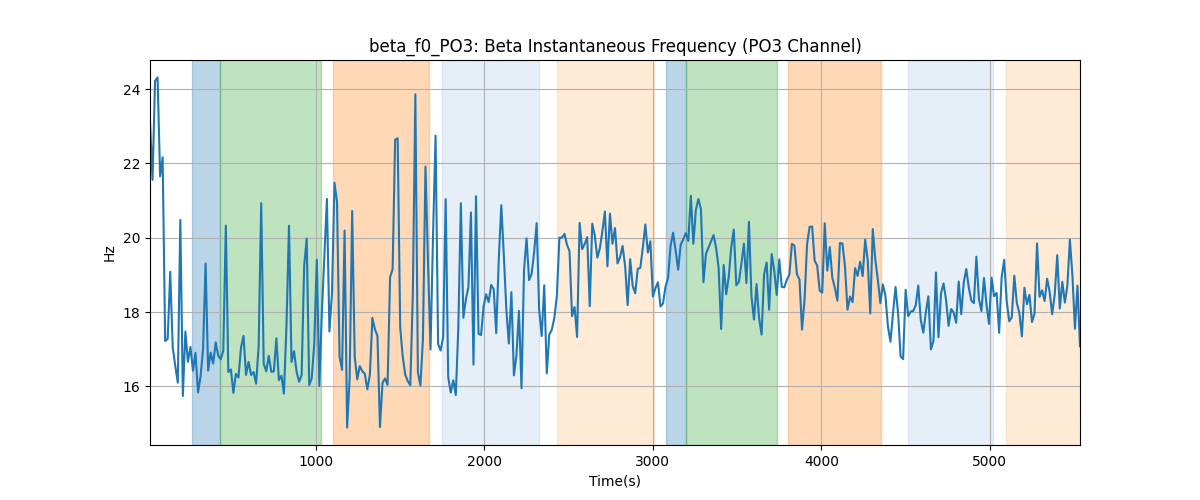 beta_f0_PO3: Beta Instantaneous Frequency (PO3 Channel)
24
22
20
18
16
Hz
1000 2000 3000 4000 5000
Time(s)